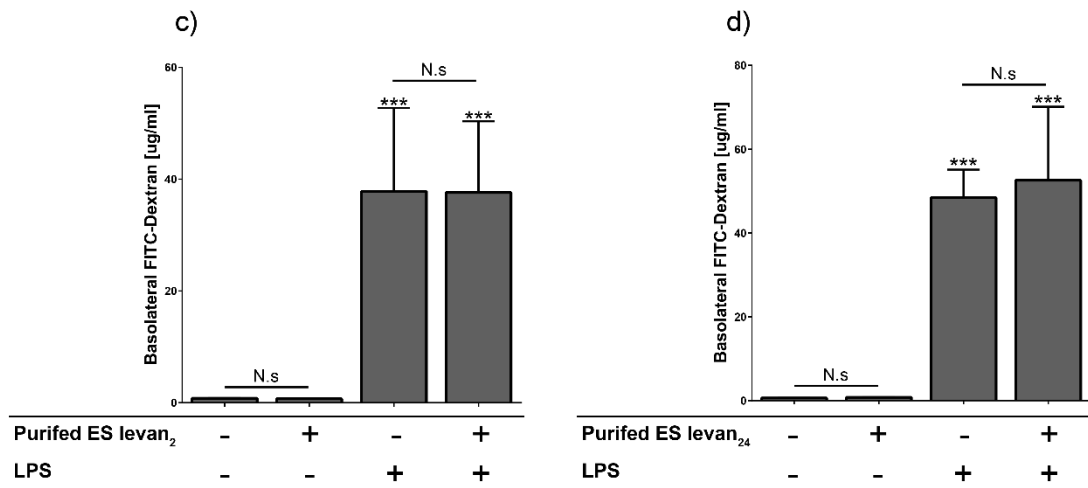 c)
Basolateral FITC-Dextran [ug/ml]
60
40
20
0
N.s
***
***
N.s
Purifed ES levan2 - + - +
LPS - - + +
d)
Basolateral FITC-Dextran [ug/ml]
80
60
40
20
0
N.s
***
***
N.s
Purifed ES levan24 - + - +
LPS - - + +